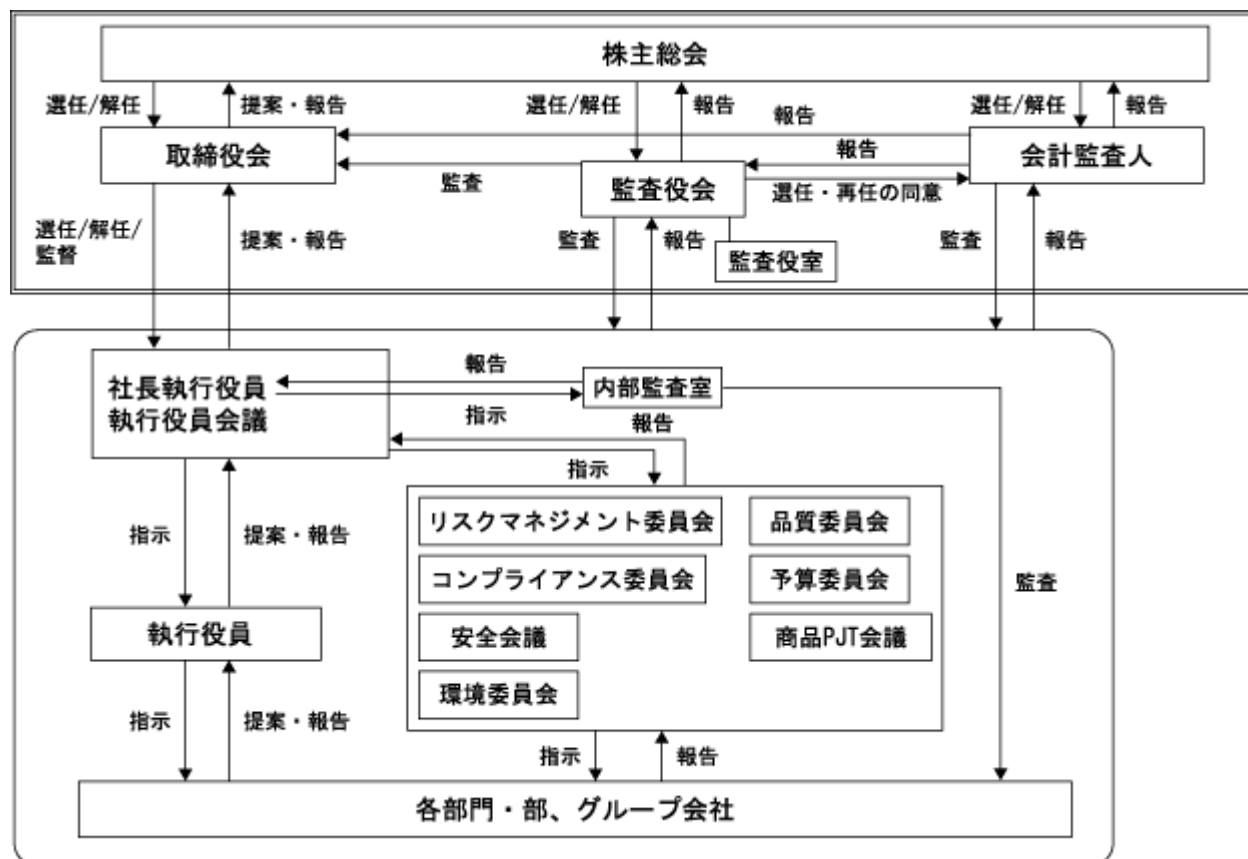 株主総会
選任/解任
提案・報告
選任/解任
報告
選任/解任
報告
報告
取締役会
報告
会計監査人
監査
監査役会
選任・再任の同意
選任/解任/
監督
提案・報告
監査
報告
監査役室
監査
報告
社長執行役員
執行役員会議
報告
内部監査室
指示
報告
指示
リスクマネジメント委員会
品質委員会
指示
提案・報告
コンプライアンス委員会
予算委員会
監査
執行役員
安全会議
商品PJT会議
環境委員会
指示
提案・報告
指示
報告
各部門・部、グループ会社